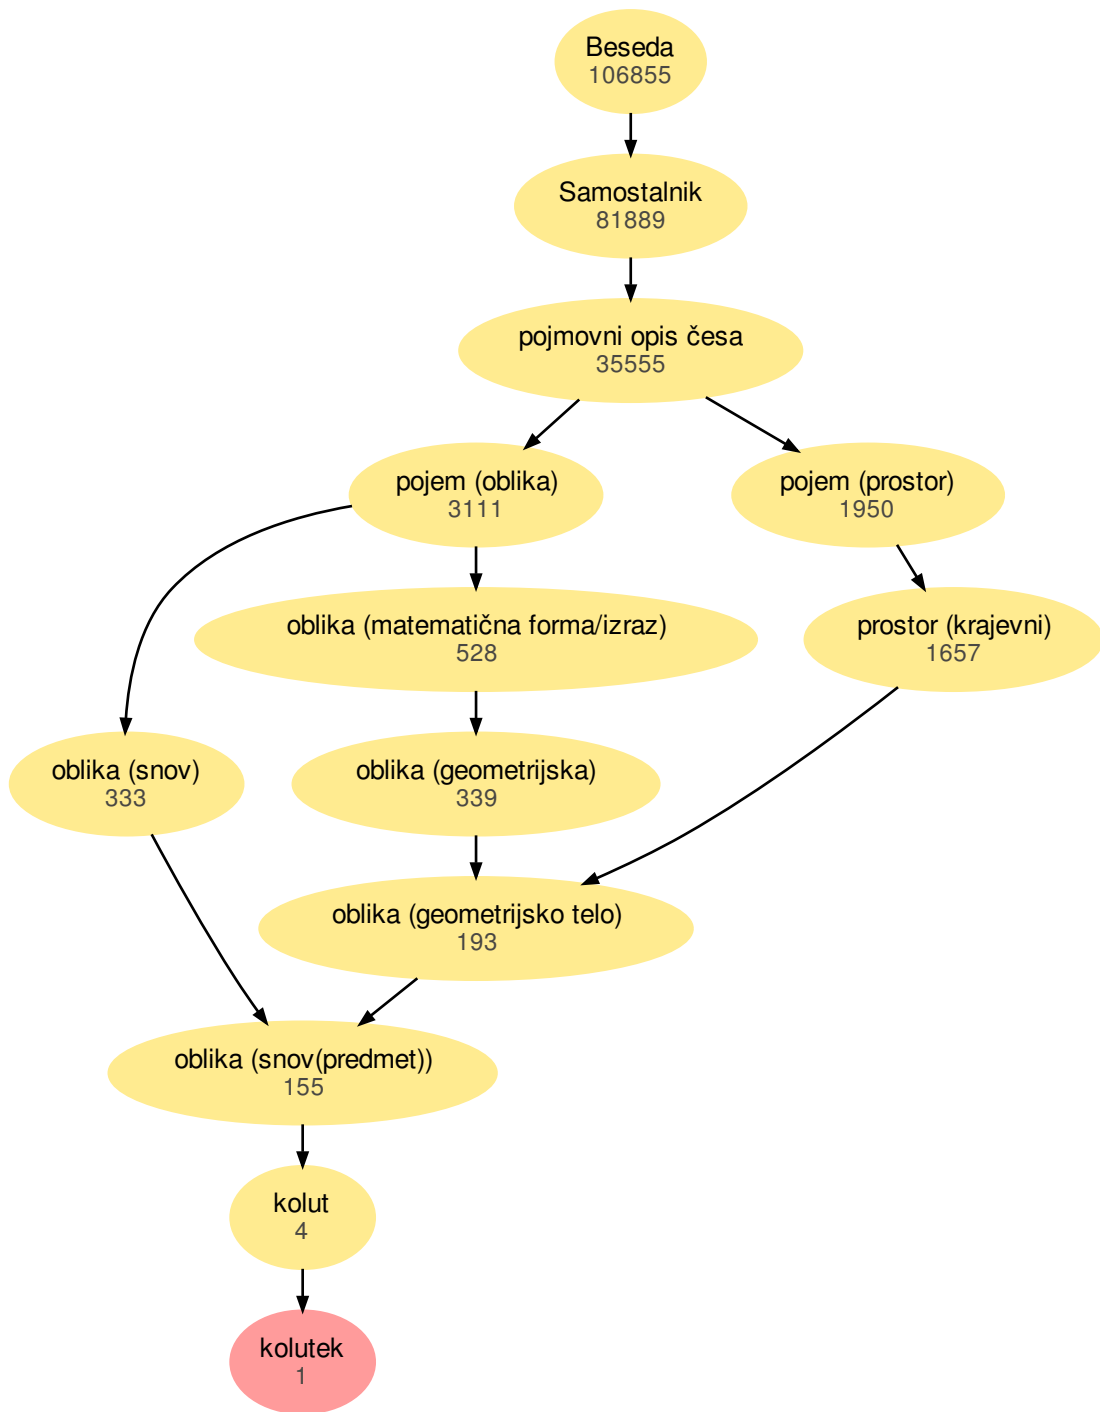 Beseda
106855
Samostalnik
81889
pojmovni opis česa
35555
pojem (oblika)
3111
pojem (prostor)
1950
oblika (matematična forma/izraz)
528
prostor (krajevni)
1657
oblika (snov)
333
oblika (geometrijska)
339
oblika (geometrijsko telo)
193
oblika (snov(predmet))
155
kolut
4
kolutek
1